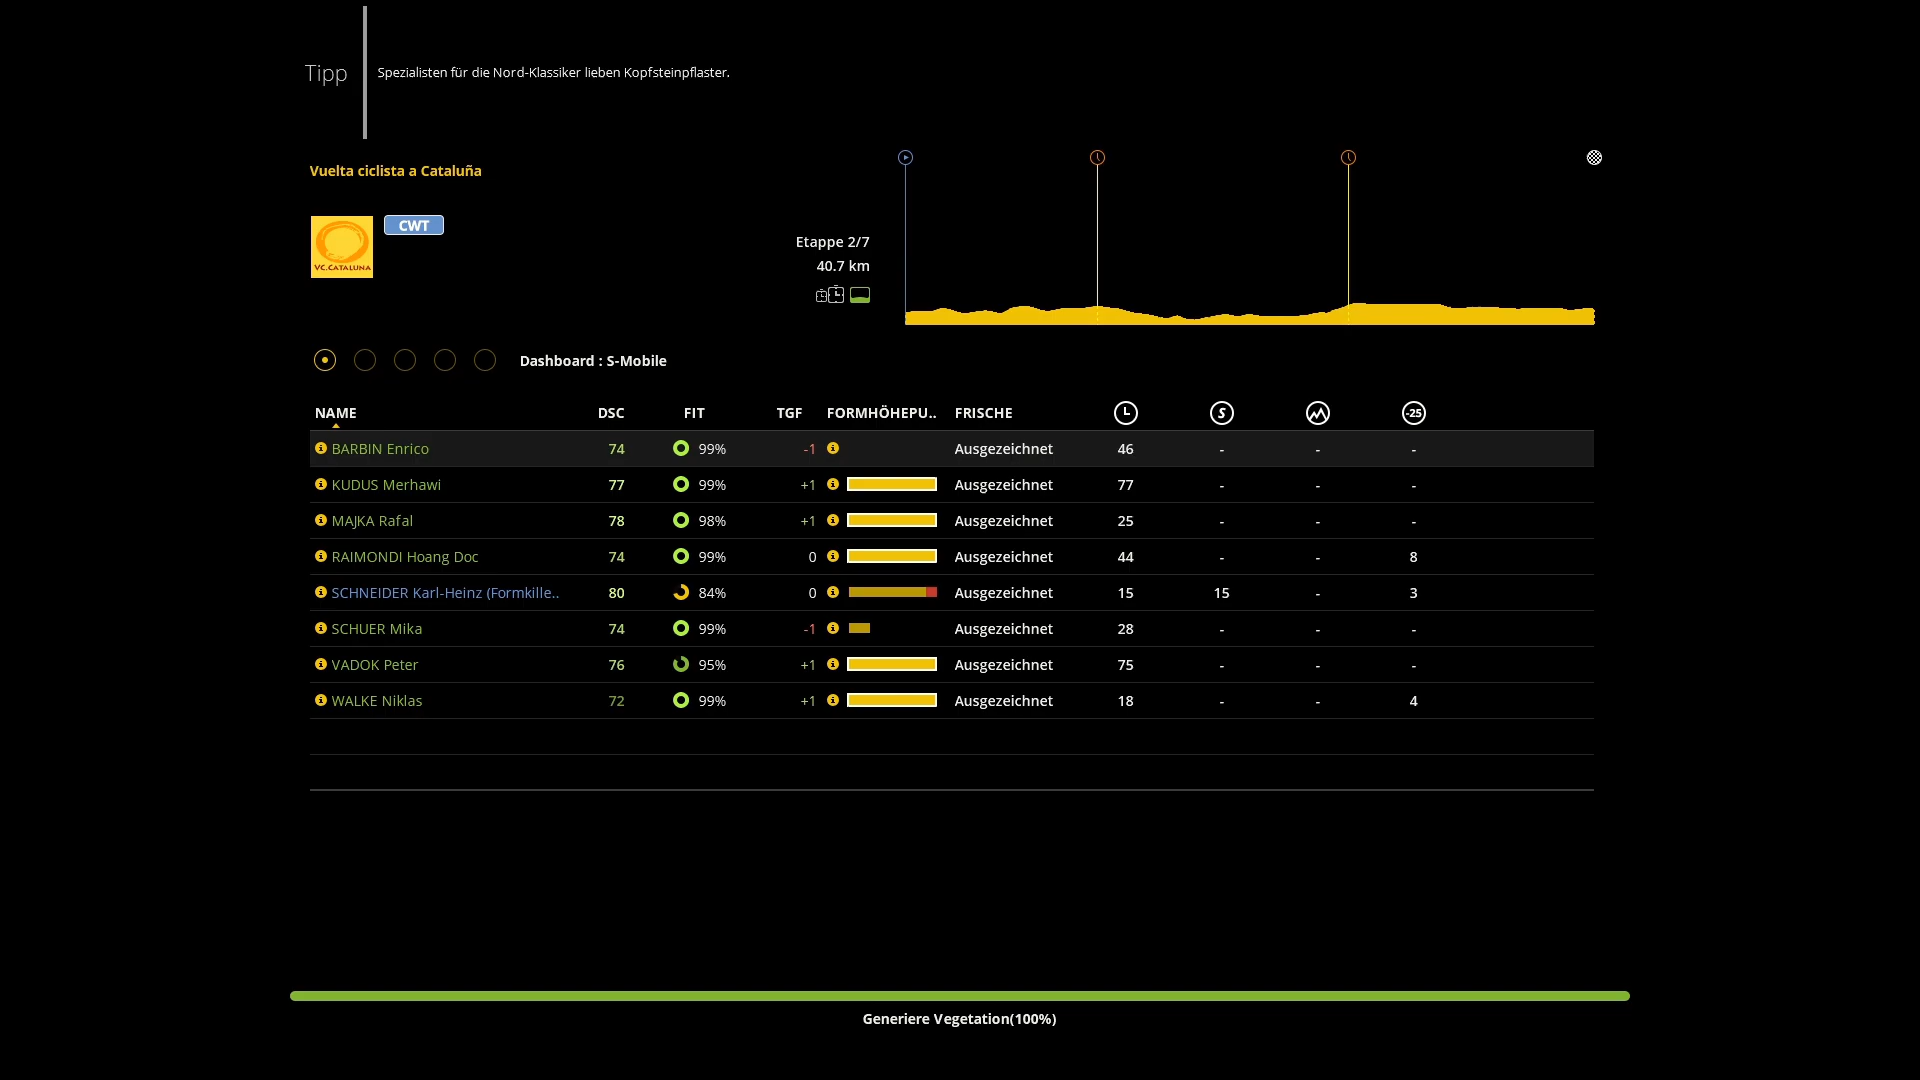 Tipp
Spezialisten für die Nord-Klassiker lieben Kopfsteinpflaster.
Vuelta ciclista a Cataluña
VC.CATALUNA
CWT
Etappe 2/7
40.7 km
Dashboard : S-Mobile
NAME DSC FIT TGF FORMHÖHEPU.. FRISCHE S -25
BARBIN Enrico 74 99% -1 Ausgezeichnet 46 - - -
KUDUS Merhawi 77 99% +1 Ausgezeichnet 77 - - -
MAJKA Rafal 78 98% +1 Ausgezeichnet 25 - - -
RAIMONDI Hoang Doc 74 99% 0 Ausgezeichnet 44 - - 8
SCHNEIDER Karl-Heinz (Formkille.. 80 84% 0 Ausgezeichnet 15 15 - 3
SCHUER Mika 74 99% -1 Ausgezeichnet 28 - - -
VADOK Peter 76 95% +1 Ausgezeichnet 75 - - -
WALKE Niklas 72 99% +1 Ausgezeichnet 18 - - 4
Generiere Vegetation(100%)